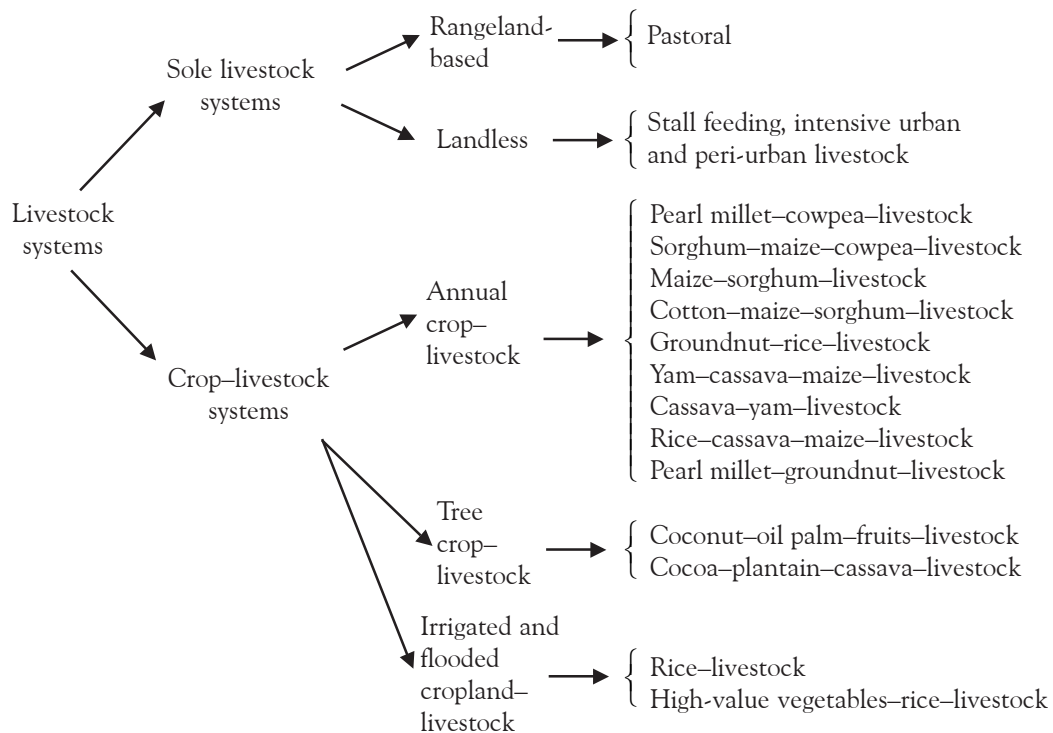 Livestock
systems
Sole livestock
systems
Rangeland-
based
Pastoral
Landless
Stall feeding, intensive urban
and peri-urban livestock
Crop–livestock
systems
Annual
crop–
livestock
Pearl millet–cowpea–livestock
Sorghum–maize–cowpea–livestock
Maize–sorghum–livestock
Cotton–maize–sorghum–livestock
Groundnut–rice–livestock
Yam–cassava–maize–livestock
Cassava–yam–livestock
Rice–cassava–maize–livestock
Pearl millet–groundnut–livestock
Tree
crop–
livestock
Coconut–oil palm–fruits–livestock
Cocoa–plantain–cassava–livestock
Irrigated and
flooded
cropland–
livestock
Rice–livestock
High-value vegetables–rice–livestock